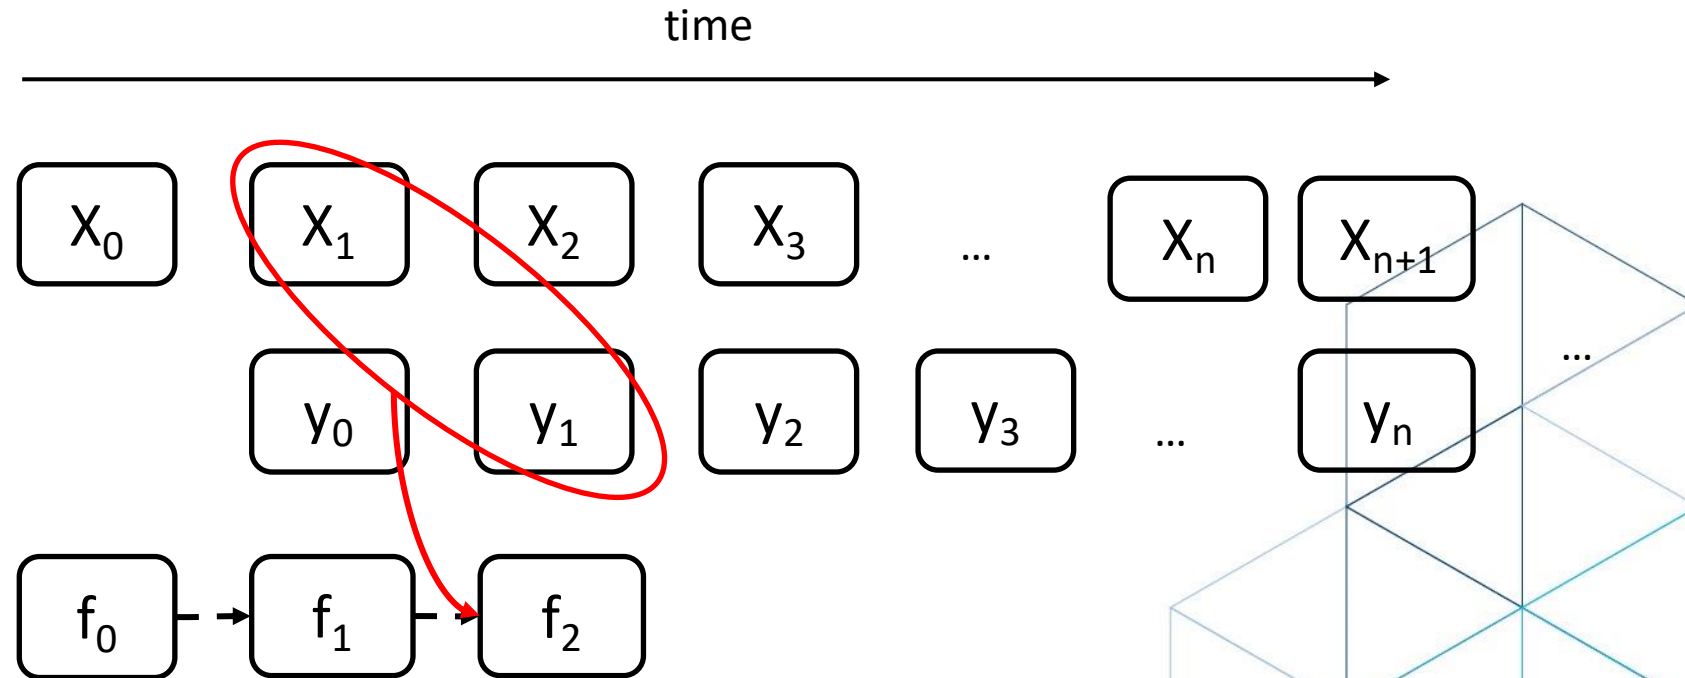 time
X₀ X₁ X₂ X₃ ... Xₙ Xₙ₊₁
y₀ y₁ y₂ y₃ ... yₙ ...
f₀ f₁ f₂